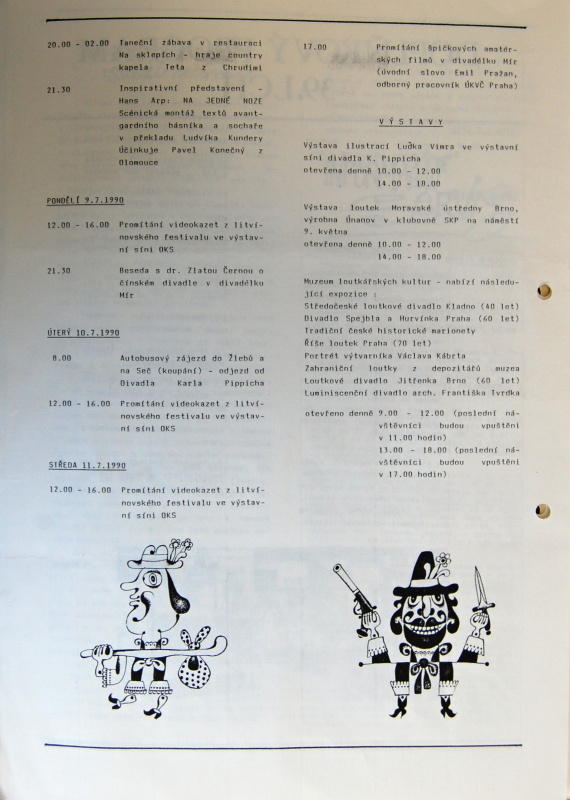 20.00 - 02.00 Taneční zábava v restauraci
Na sklepích - hraje country
kapela Teta z Chrudimi
21.30 Inspirativní představení -
Hans Arp: NA JEDNÉ NOZE
Scénická montáž textů avant-
gardního básníka a sochaře
v překladu Ludvíka Kundery
Účinkuje Pavel Konečný z
Olomouce
PONDĚLÍ 9.7.1990
12.00 - 16.00 Promítání videokazet z litví-
novského festivalu ve výstav-
ní síni OKS
21.30 Beseda s dr. Zlatou Černou o
čínském divadle v divadélku
Mír
ÚTERÝ 10.7.1990
8.00 Autobusový zájezd do Žlebů a
na Seč (koupání) - odjezd od
Divadla Karla Pippicha
12.00 - 16.00 Promítání videokazet z litví-
novského festivalu ve výstav-
ní síni OKS
STŘEDA 11.7.1990
12.00 - 16.00 Promítání videokazet z litví-
novského festivalu ve výstav-
ní síni OKS
17.00 Promítání špičkových amatér-
ských filmů v divadélku Mír
(úvodní slovo Emil Pražan,
odborný pracovník ÚKVČ Praha)
V Ý S T A V Y
Výstava ilustrací Luďka Vimra ve výstavní
síni divadla K. Pippicha
otevřena denně 10.00 - 12.00
14.00 - 18.00
Výstava loutek Moravské ústředny Brno,
výrobna Únanov v klubovně SKP na náměstí
9. května
otevřena denně 10.00 - 12.00
14.00 - 18.00
Muzeum loutkářských kultur - nabízí následu-
jící expozice :
Středočeské loutkové divadlo Kladno (40 let)
Divadlo Spejbla a Hurvínka Praha (60 let)
Tradiční české historické marionety
Říše loutek Praha (70 let)
Portrét výtvarníka Václava Kábrta
Zahraniční loutky z depozitářů muzea
Loutkové divadlo Jitřenka Brno (60 let)
Luminiscenční divadlo arch. Františka Tvrdka
otevřeno denně 9.00 - 12.00 (poslední ná-
vštěvníci budou vpuštěni
v 11.00 hodin)
13.00 - 18.00 (poslední ná-
vštěvníci budou vpuštěni
v 17.00 hodin)